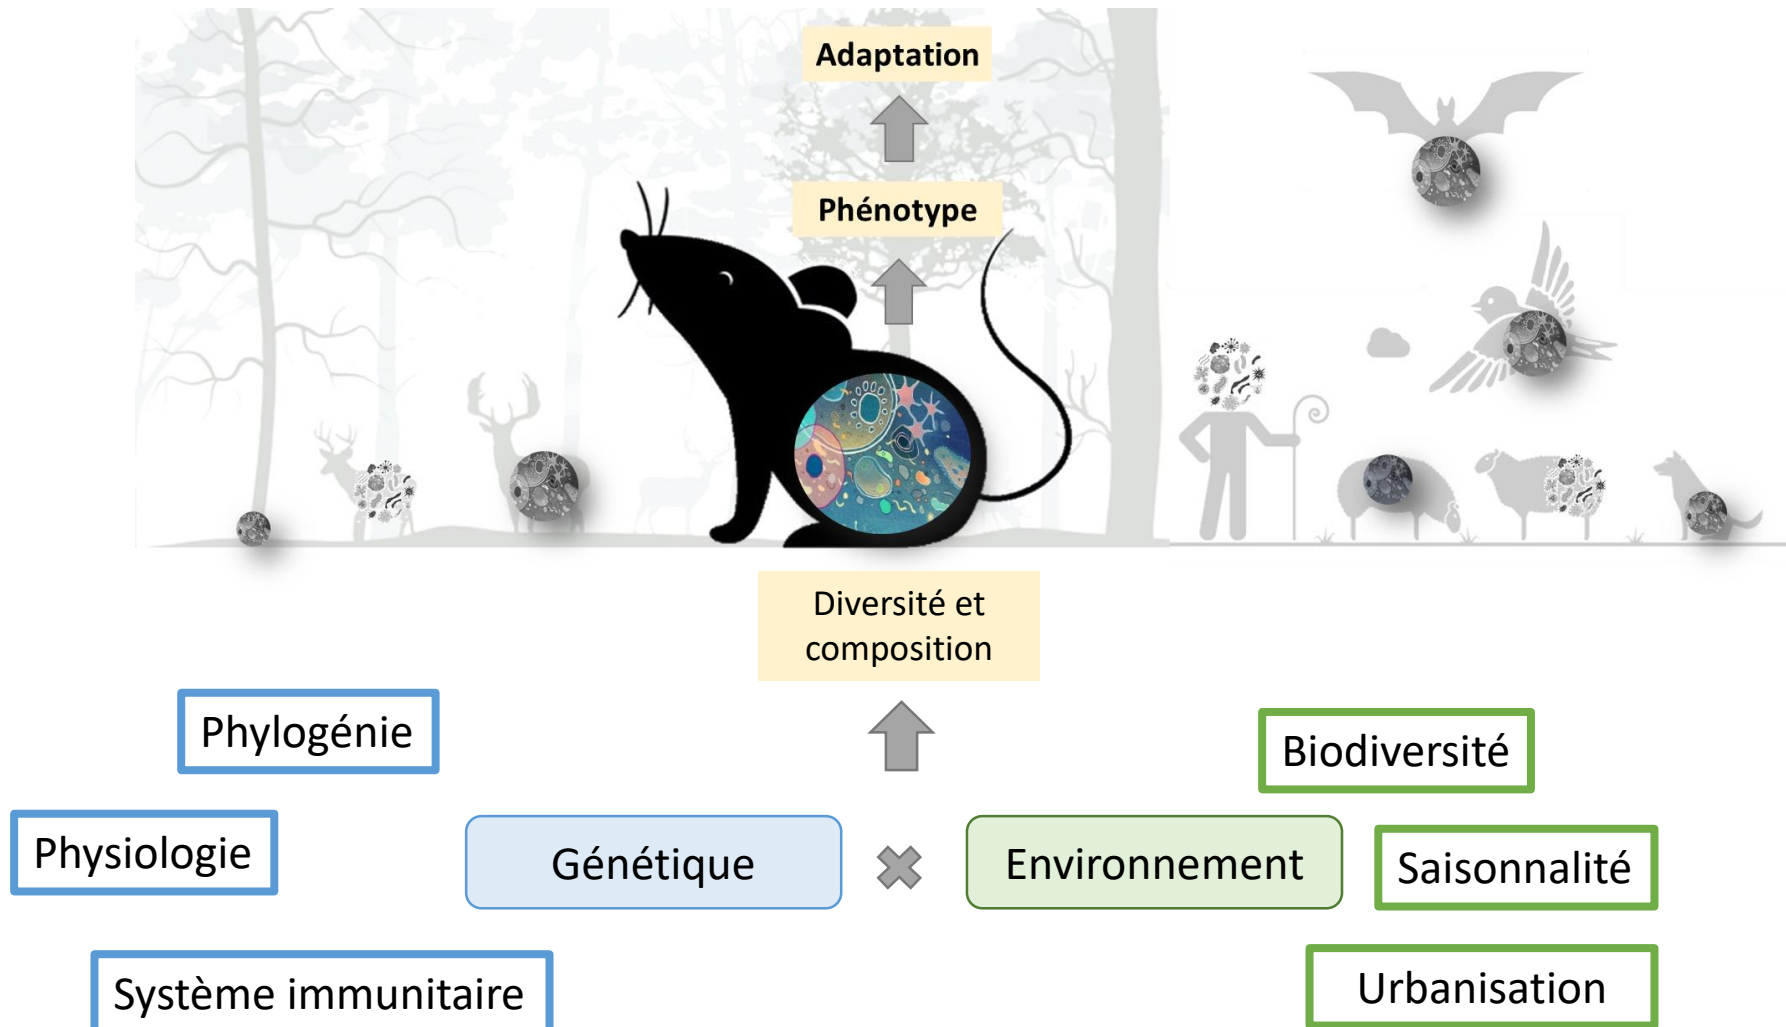 Adaptation
Phénotype
Diversité et
composition
Phylogénie
Biodiversité
Physiologie
Génétique
Environnement
Saisonnalité
Système immunitaire
Urbanisation